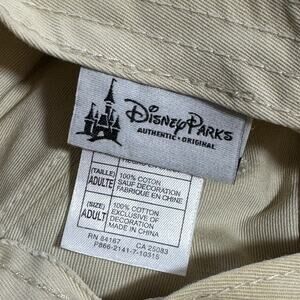 Disney Parks
AUTHENTIC • ORIGINAL
(TAILLE) 100% COTON
ADULTE SAUF DECORATION
FABRIQUE EN CHINE
(SIZE) 100% COTTON
ADULT EXCLUSIVE OF
DECORATION
MADE IN CHINA
RN 84167 CA 25083
P866-2141-7-10315